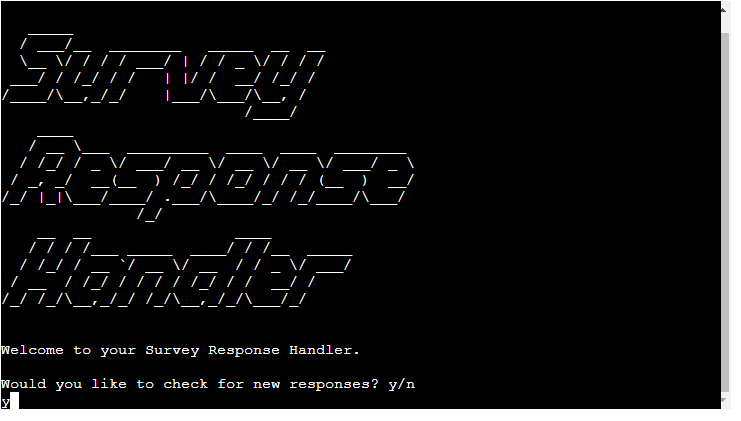 Survey
Response
Handler
Welcome to your Survey Response Handler.
Would you like to check for new responses? y/n
y